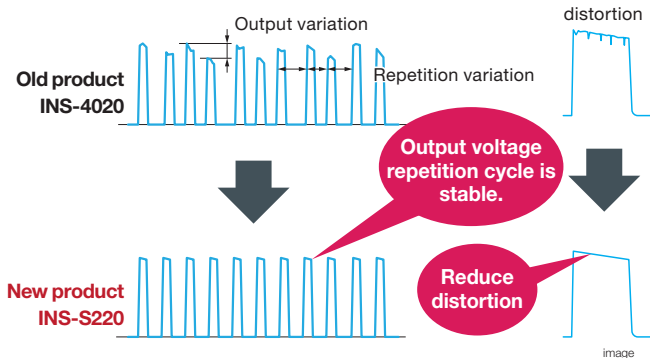 Output variation
distortion
Old product
INS-4020
Repetition variation
Output voltage
repetition cycle is
stable.
New product
INS-S220
Reduce
distortion
image